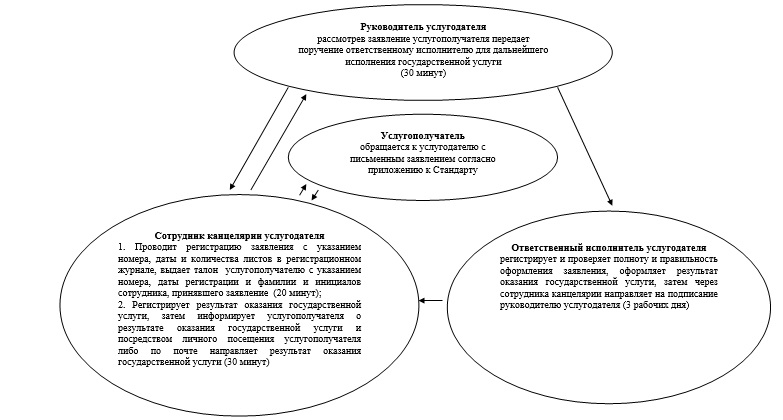 Руководитель услугодателя
рассмотрев заявление услугополучателя передает
поручение ответственному исполнителю для дальнейшего
исполнения государственной услуги
(30 минут)
Услугополучатель
обращается к услугодателю с
письменным заявлением согласно
приложению к Стандарту
Сотрудник канцелярии услугодателя
1. Проводит регистрацию заявления с указанием
номера, даты и количества листов в регистрационном
журнале, выдает талон услугополучателю с указанием
номера, даты регистрации и фамилии и инициалов
сотрудника, принявшего заявление (20 минут);
2. Регистрирует результат оказания государственной
услуги, затем информирует услугополучателя о
результате оказания государственной услуги и
посредством личного посещения услугополучателя
либо по почте направляет результат оказания
государственной услуги (30 минут)
Ответственный исполнитель услугодателя
регистрирует и проверяет полноту и правильность
оформления заявления, оформляет результат
оказания государственной услуги, затем через
сотрудника канцелярии направляет на подписание
руководителю услугодателя (3 рабочих дня)